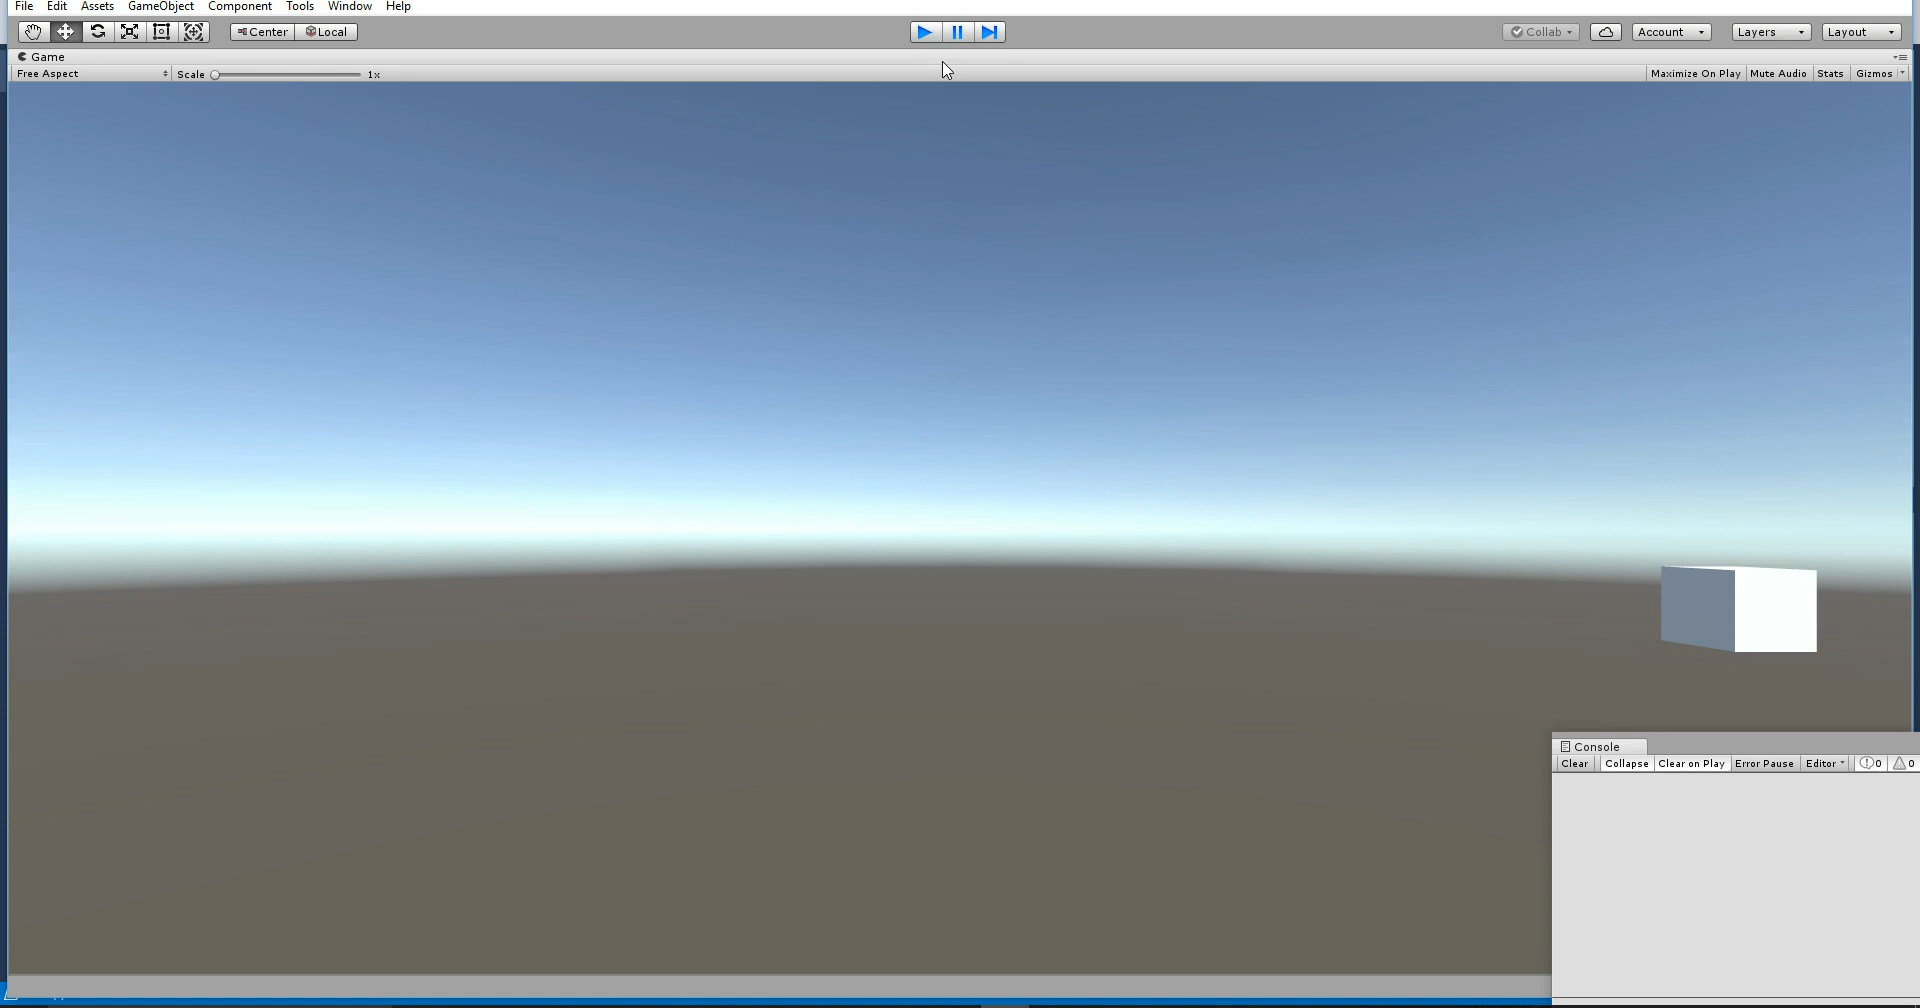 File Edit Assets GameObject Component Tools Window Help
Center Local Collab Account Layers Layout
Game
Free Aspect Scale 1x Maximize On Play Mute Audio Stats Gizmos
Console
Clear Collapse Clear on Play Error Pause Editor 0 0